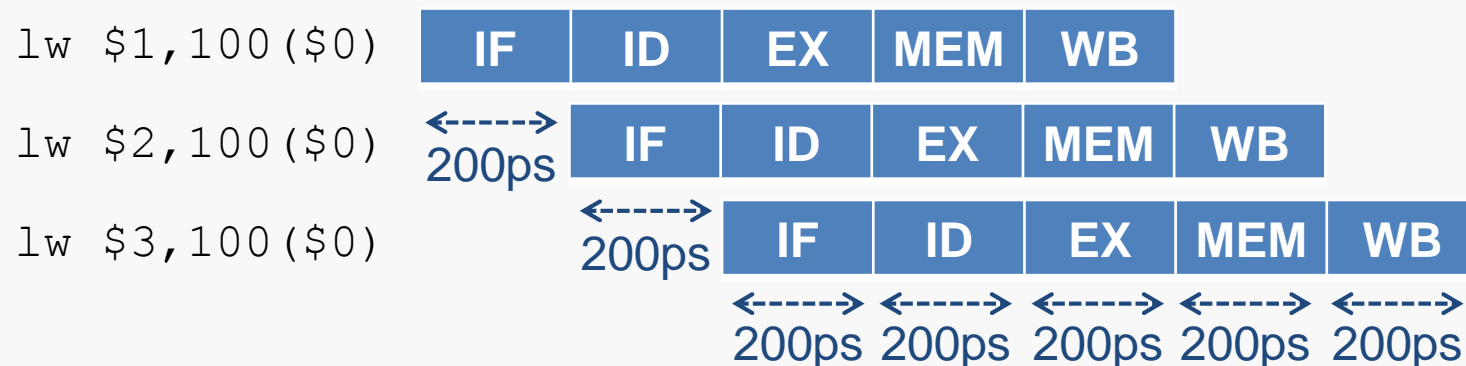 lw $1,100($0) IF ID EX MEM WB
lw $2,100($0) 200ps IF ID EX MEM WB
lw $3,100($0) 200ps IF ID EX MEM WB
200ps 200ps 200ps 200ps 200ps